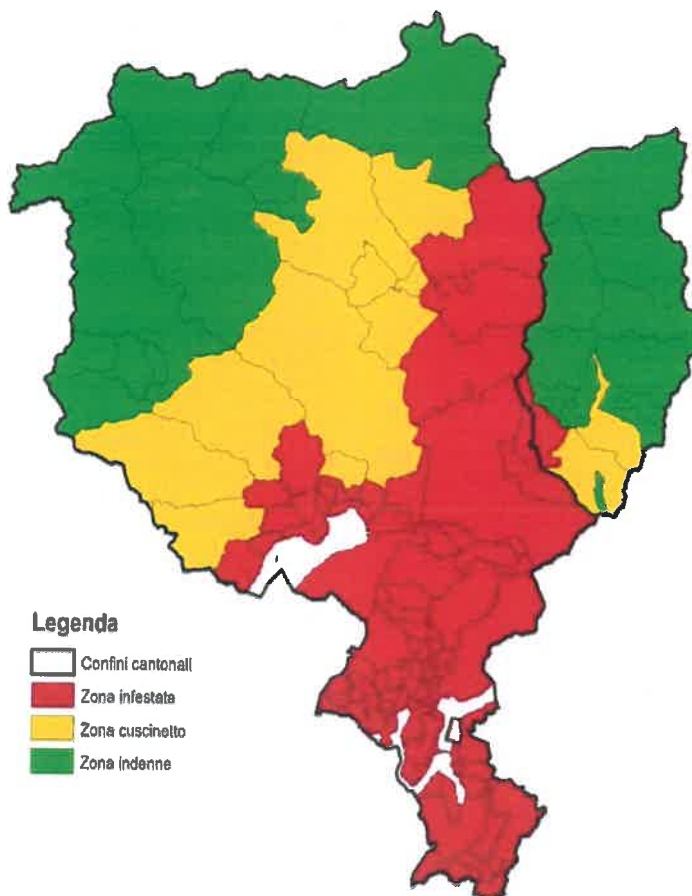 Legenda
Confini cantonali
Zona infestata
Zona cuscinetto
Zona indenne